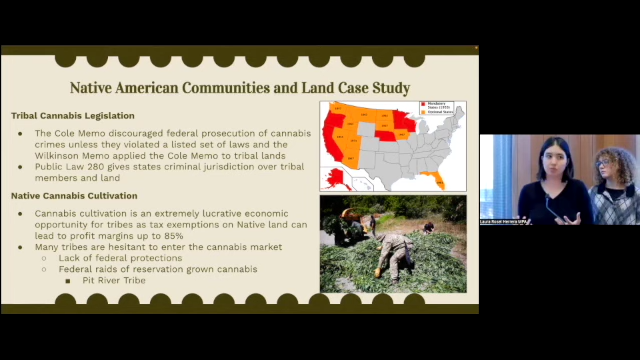 Native American Communities and Land Case Study
Tribal Cannabis Legislation
● The Cole Memo discouraged federal prosecution of cannabis
crimes unless they violated a listed set of laws and the
Wilkinson Memo applied the Cole Memo to tribal lands
● Public Law 280 gives states criminal jurisdiction over tribal
members and land
Native Cannabis Cultivation
● Cannabis cultivation is an extremely lucrative economic
opportunity for tribes as tax exemptions on Native land can
lead to profit margins up to 85%
● Many tribes are hesitant to enter the cannabis market
○ Lack of federal protections
○ Federal raids of reservation grown cannabis
■ Pit River Tribe
Mandatory
States (1953)
Optional States